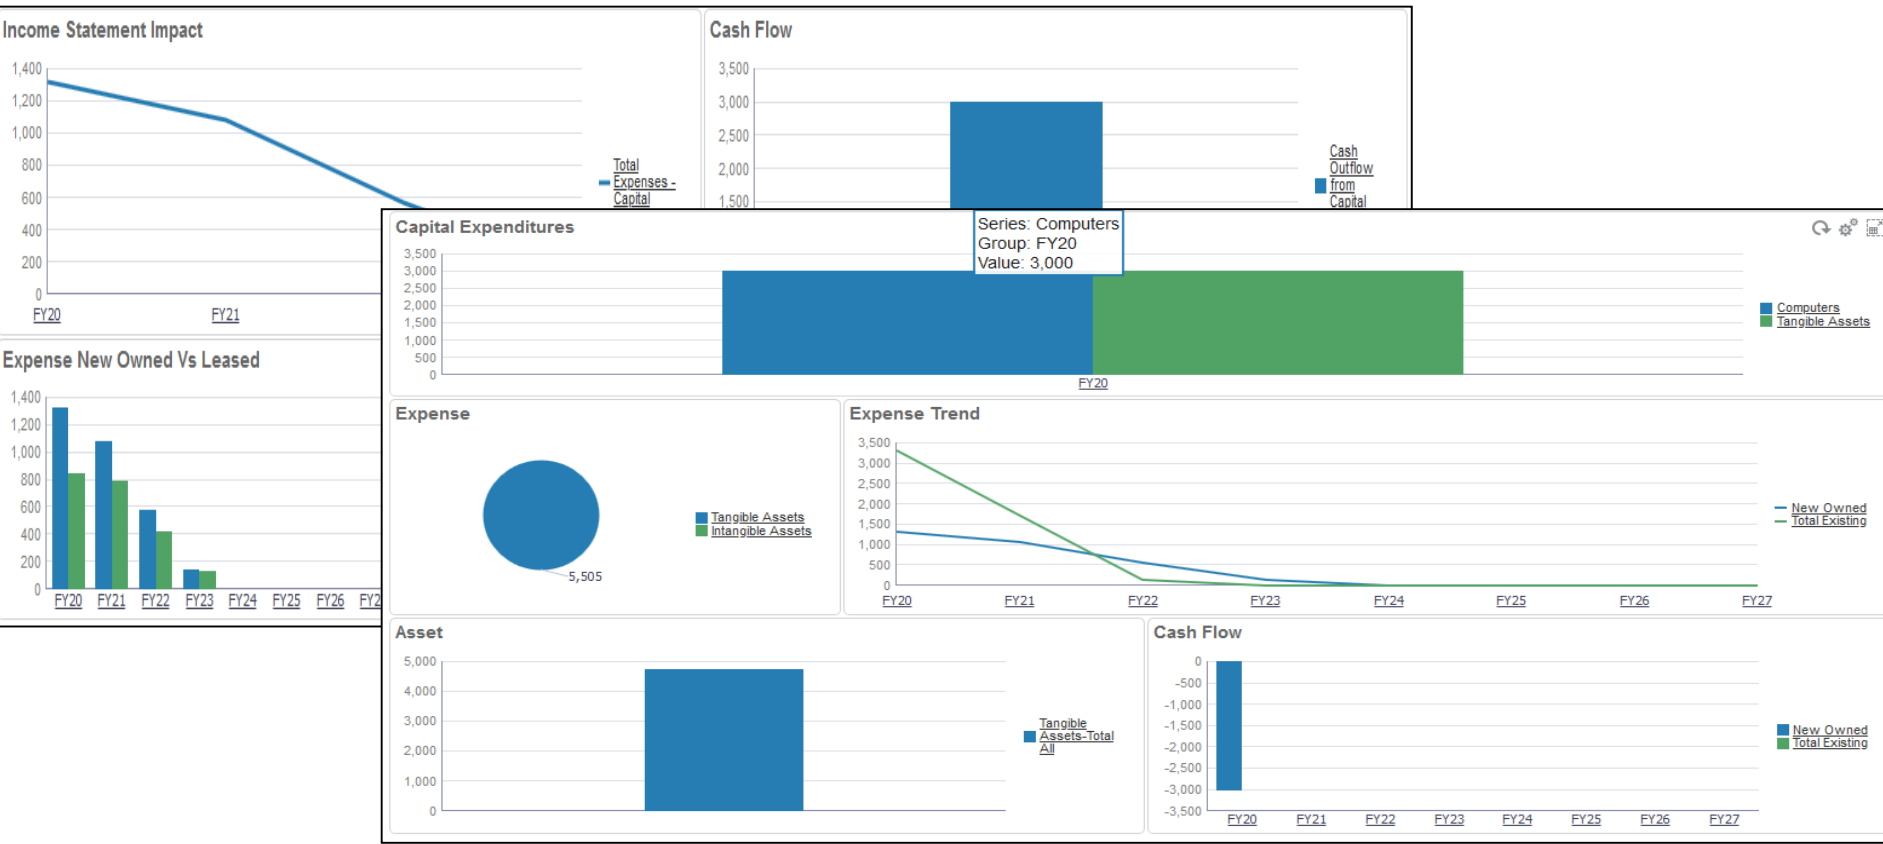 Income Statement Impact
1,400
1,200
1,000
800
600
400
200
0
FY20
FY21
Total
Expenses -
Capital
Cash Flow
3,500
3,000
2,500
2,000
1,500
Cash
Outflow
from
Capital
Expense New Owned Vs Leased
1,400
1,200
1,000
800
600
400
200
0
FY20
FY21
FY22
FY23
FY24
FY25
FY26
FY2
Capital Expenditures
3,500
3,000
2,500
2,000
1,500
1,000
500
0
FY20
Series: Computers
Group: FY20
Value: 3,000
Computers
Tangible Assets
Expense
5,505
Tangible Assets
Intangible Assets
Expense Trend
3,500
3,000
2,500
2,000
1,500
1,000
500
0
FY20
FY21
FY22
FY23
FY24
FY25
FY26
FY27
New Owned
Total Existing
Asset
5,000
4,000
3,000
2,000
1,000
0
Tangible
Assets-Total
All
Cash Flow
0
-500
-1,000
-1,500
-2,000
-2,500
-3,000
-3,500
FY20
FY21
FY22
FY23
FY24
FY25
FY26
FY27
New Owned
Total Existing